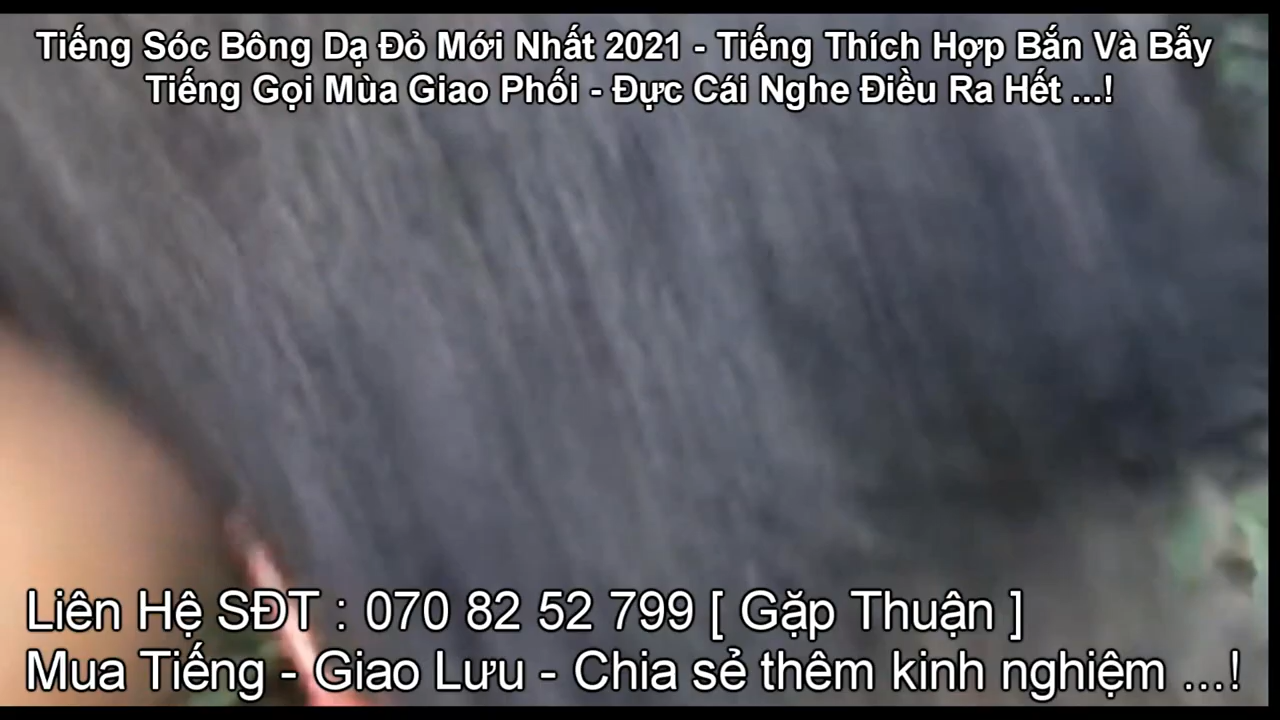 Tiếng Sóc Bông Dạ Đỏ Mới Nhất 2021 - Tiếng Thích Hợp Bắn Và Bẫy
Tiếng Gọi Mùa Giao Phối - Đực Cái Nghe Điều Ra Hết ...!
Liên Hệ SĐT : 070 82 52 799 [ Gặp Thuận ]
Mua Tiếng - Giao Lưu - Chia sẻ thêm kinh nghiệm ...!